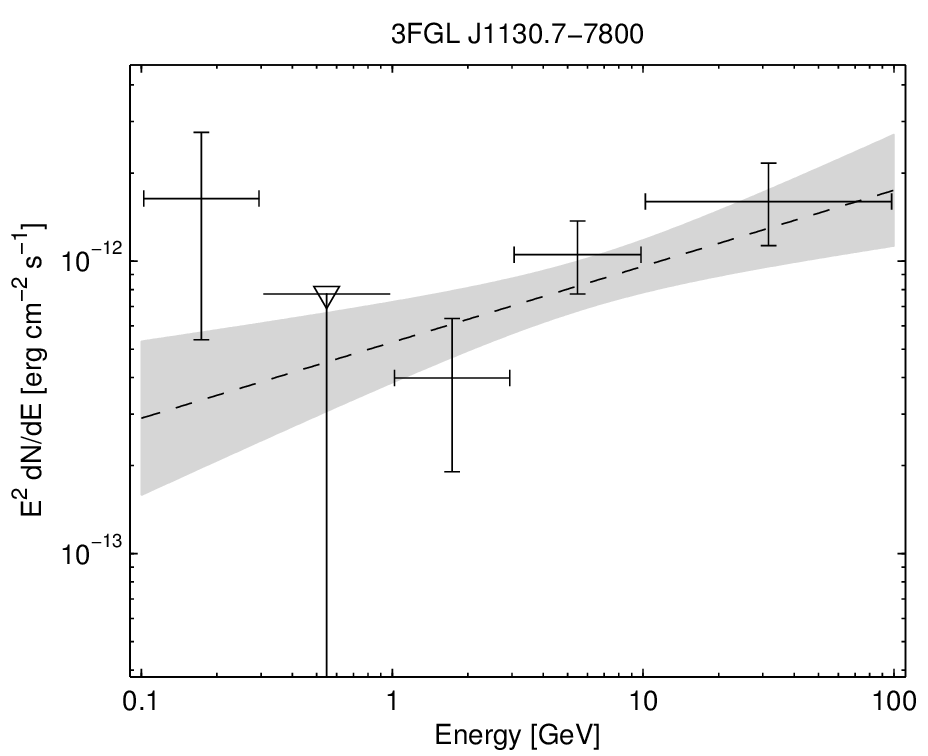 3FGL J1130.7−7800
E² dN/dE [erg cm⁻² s⁻¹]
10⁻¹²
10⁻¹³
0.1 1 10 100
Energy [GeV]